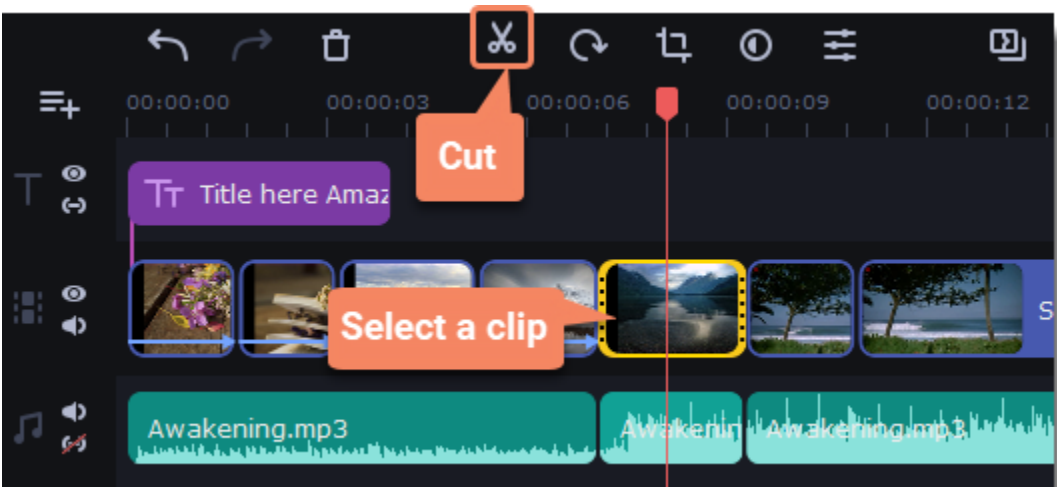 Cut
00:00:00 00:00:03 00:00:06 00:00:09 00:00:12
Title here Amaz
Select a clip
S
Awakening.mp3 Awakenin Awakening.mp3